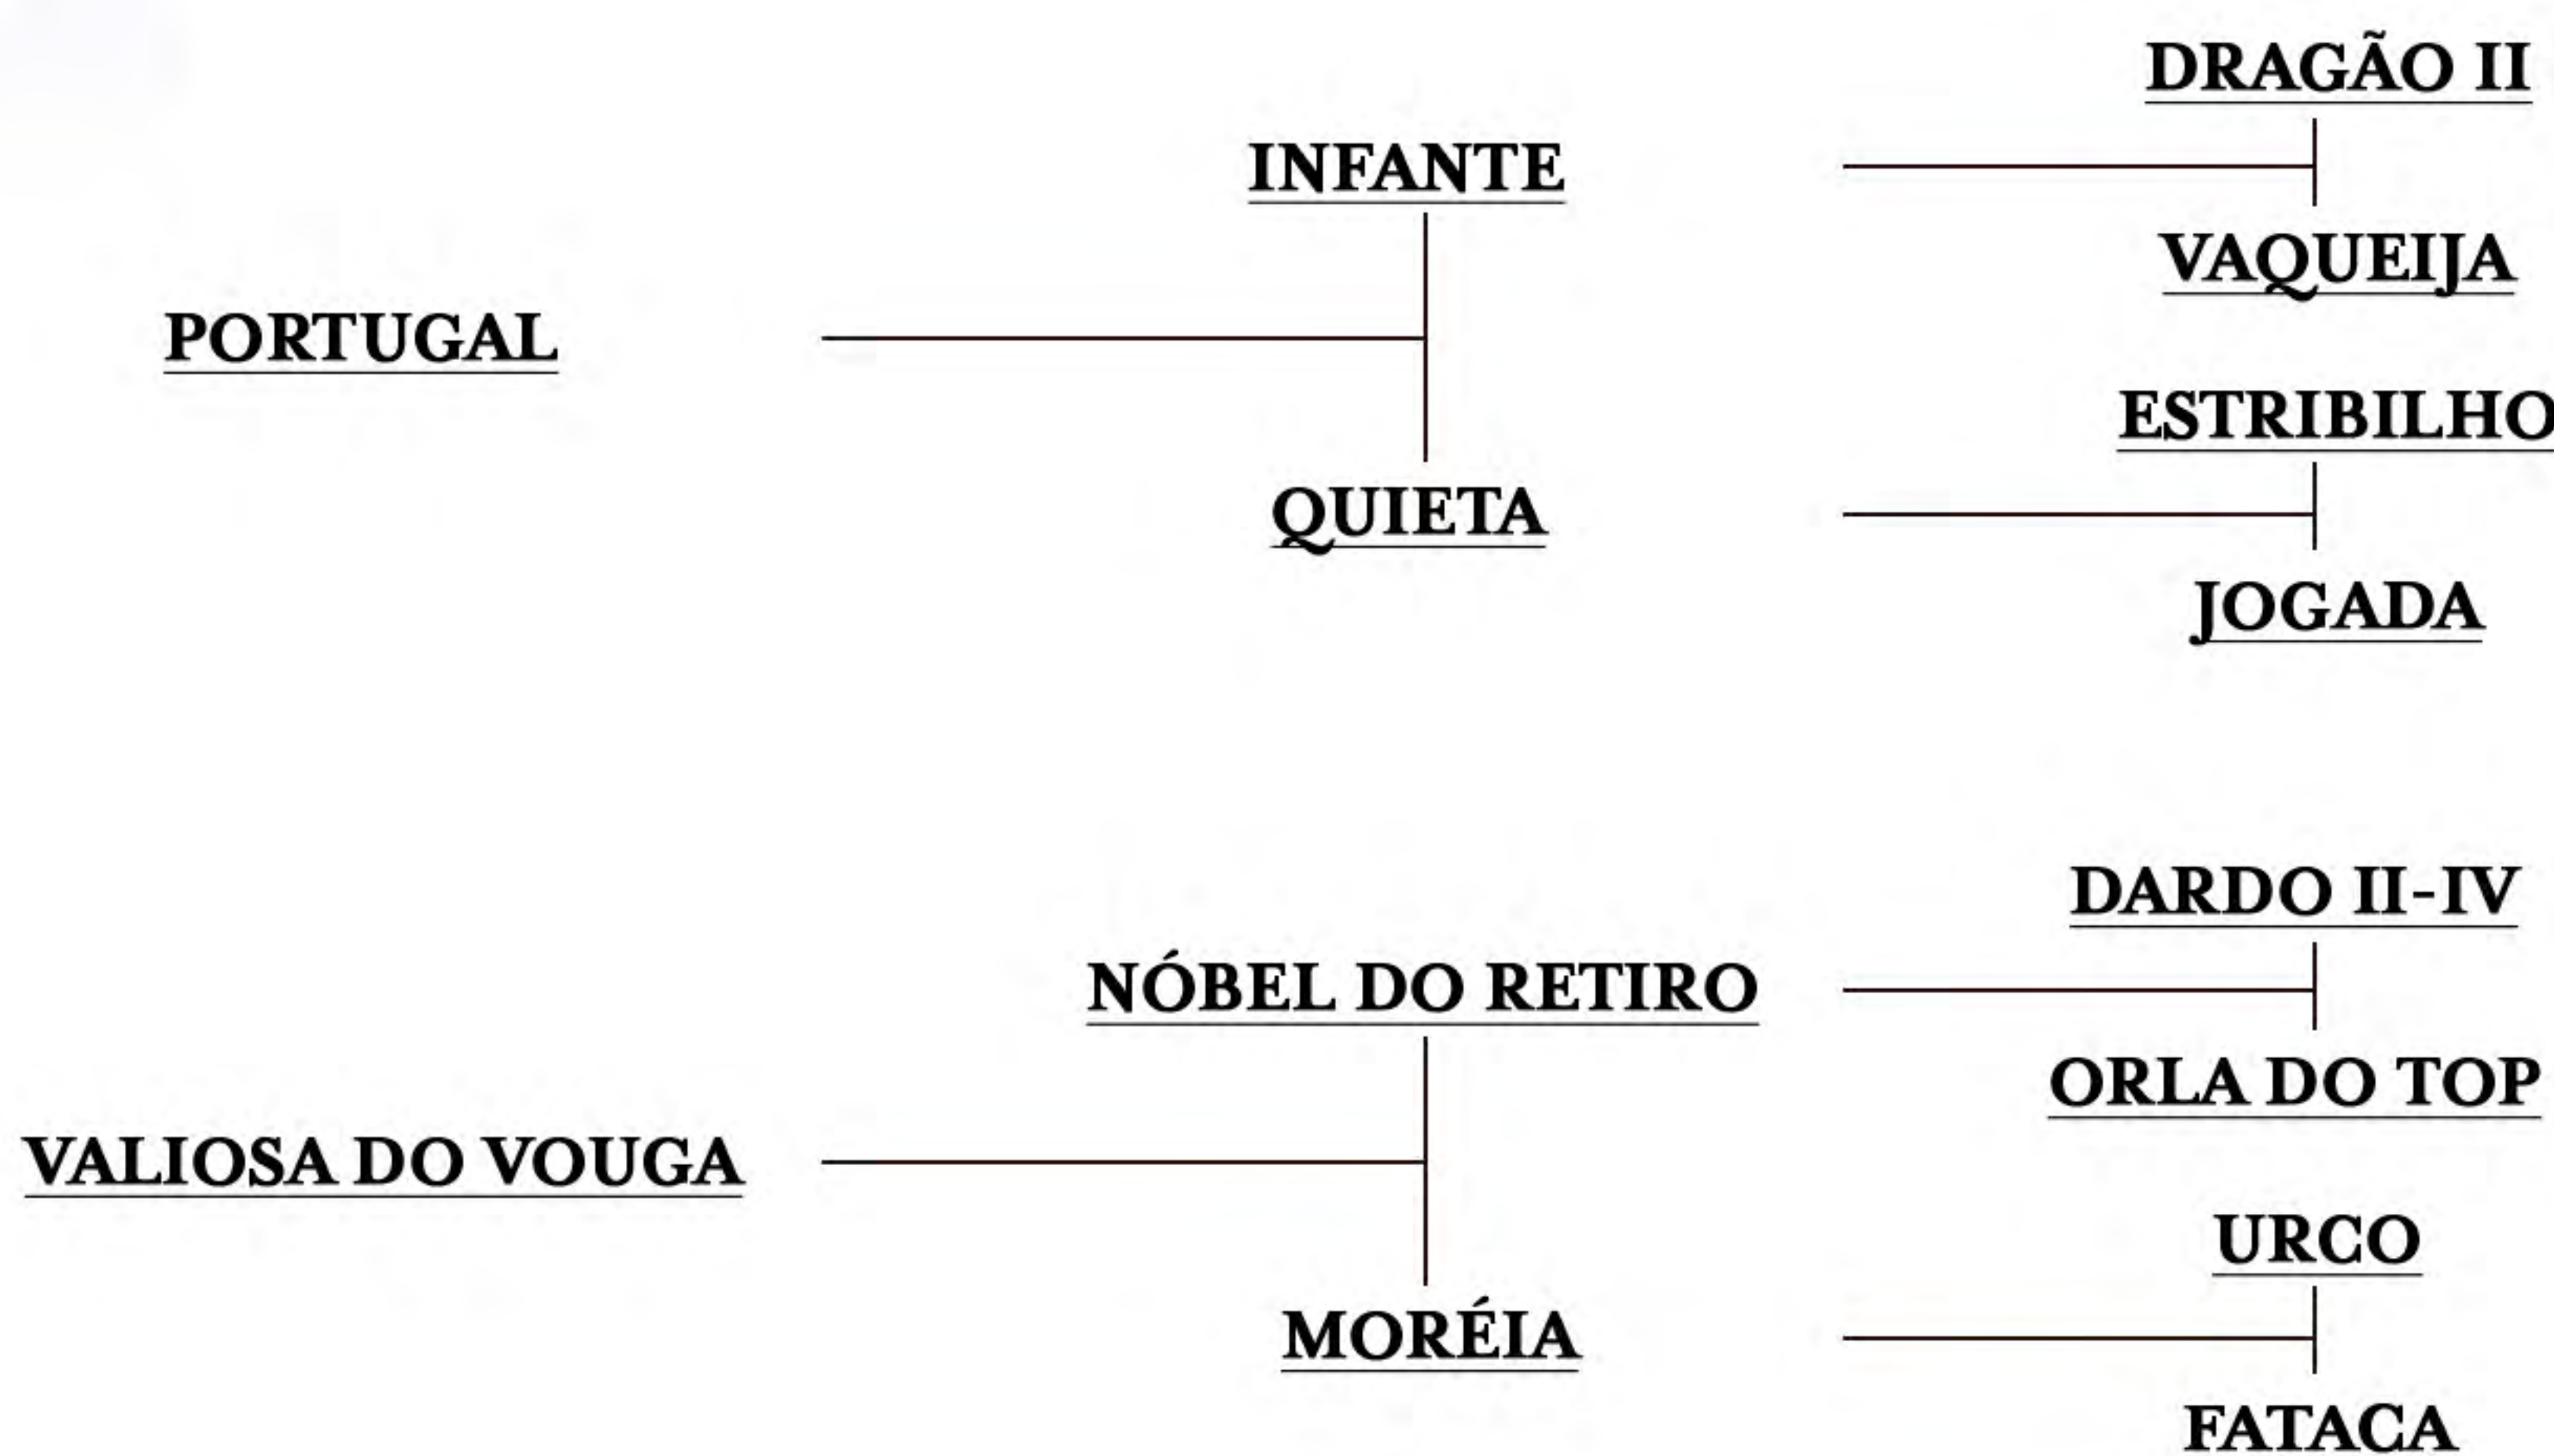 DRAGÃO II
INFANTE
VAQUEIJA
PORTUGAL
ESTRIBILHO
QUIETA
JOGADA
DARDO II-IV
NÓBEL DO RETIRO
ORLA DO TOP
VALIOSA DO VOUGA
URCO
MORÉIA
FATACA